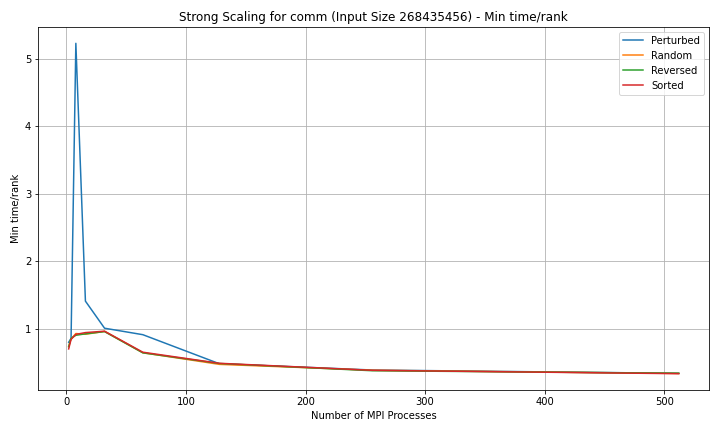 Strong Scaling for comm (Input Size 268435456) - Min time/rank
Perturbed
Random
Reversed
Sorted
5
4
3
2
1
Min time/rank
0 100 200 300 400 500
Number of MPI Processes